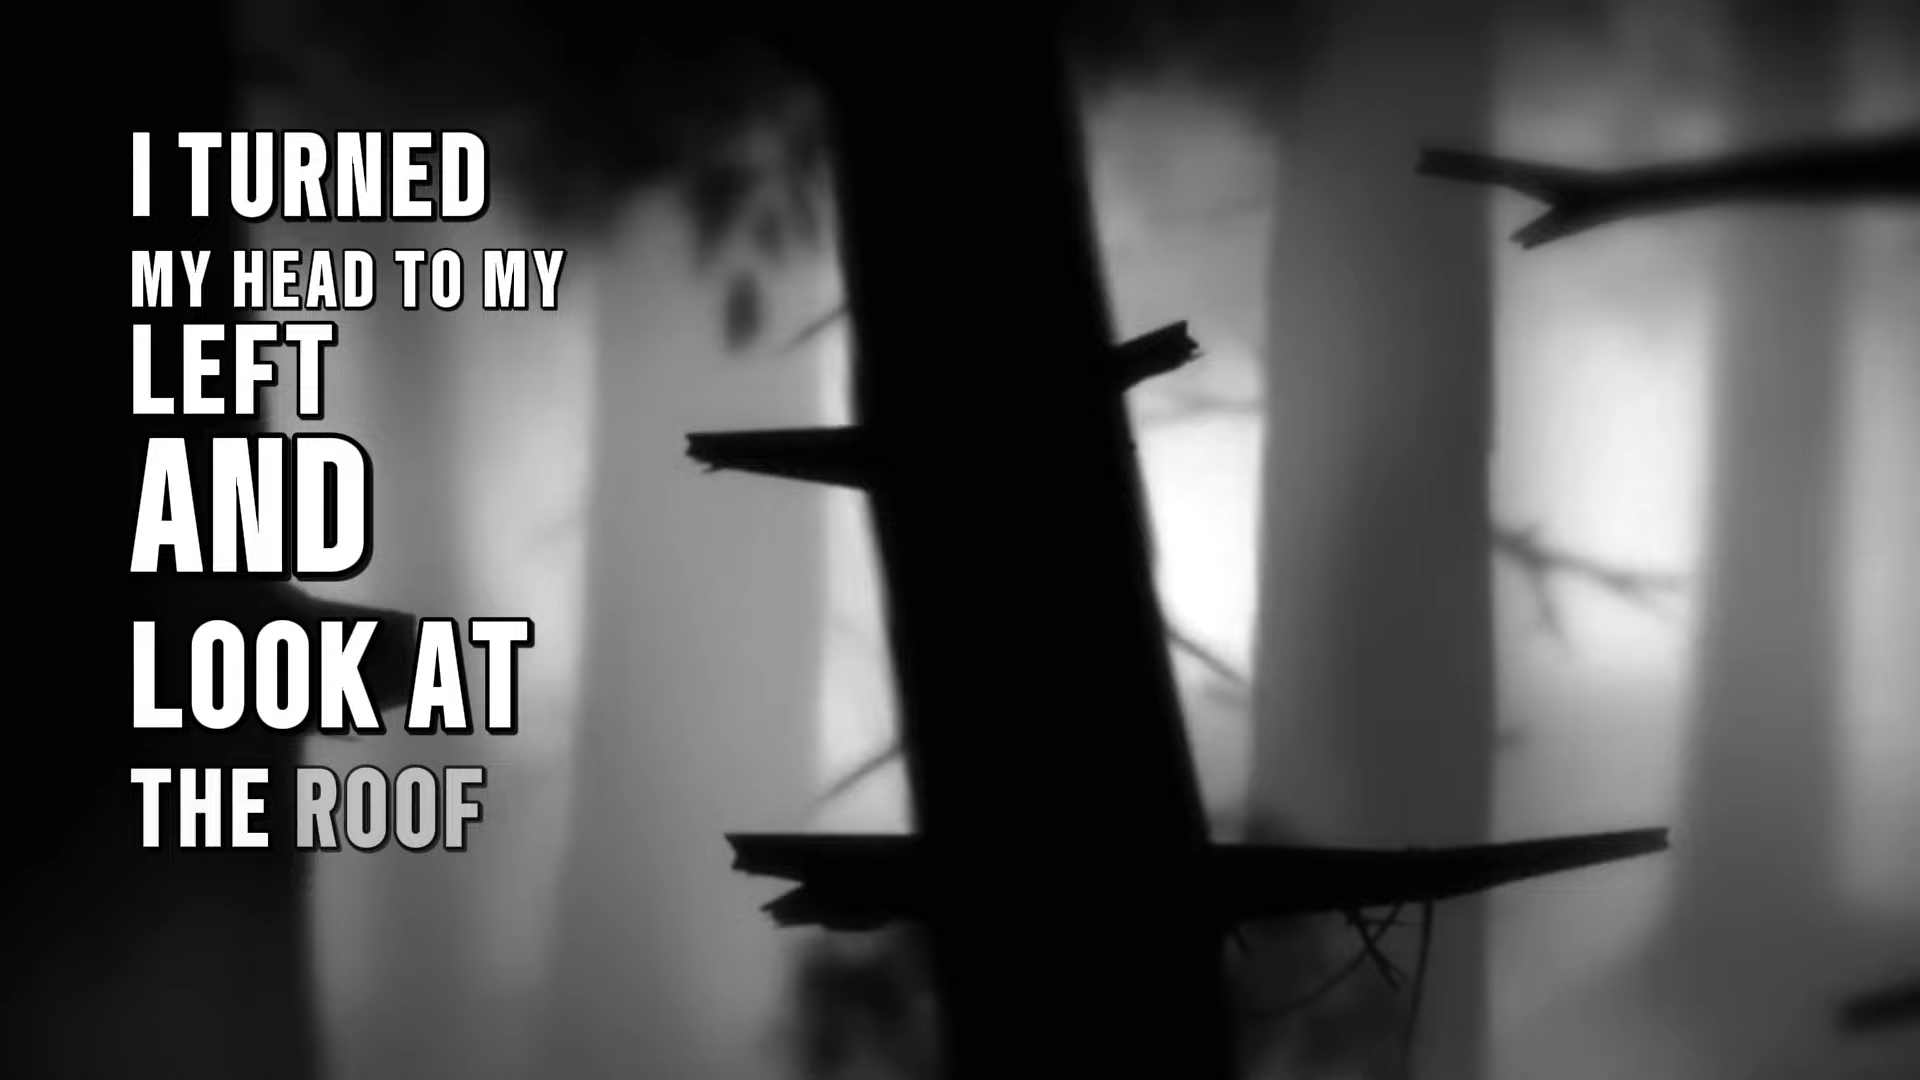 I TURNED
MY HEAD TO MY
LEFT
AND
LOOK AT
THE ROOF